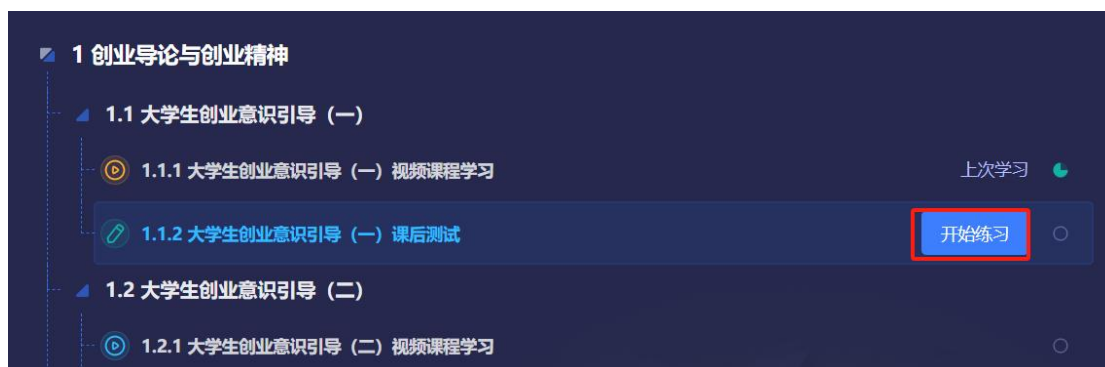 1 创业导论与创业精神
1.1 大学生创业意识引导（一）
1.1.1 大学生创业意识引导（一）视频课程学习 上次学习
1.1.2 大学生创业意识引导（一）课后测试 开始练习
1.2 大学生创业意识引导（二）
1.2.1 大学生创业意识引导（二）视频课程学习